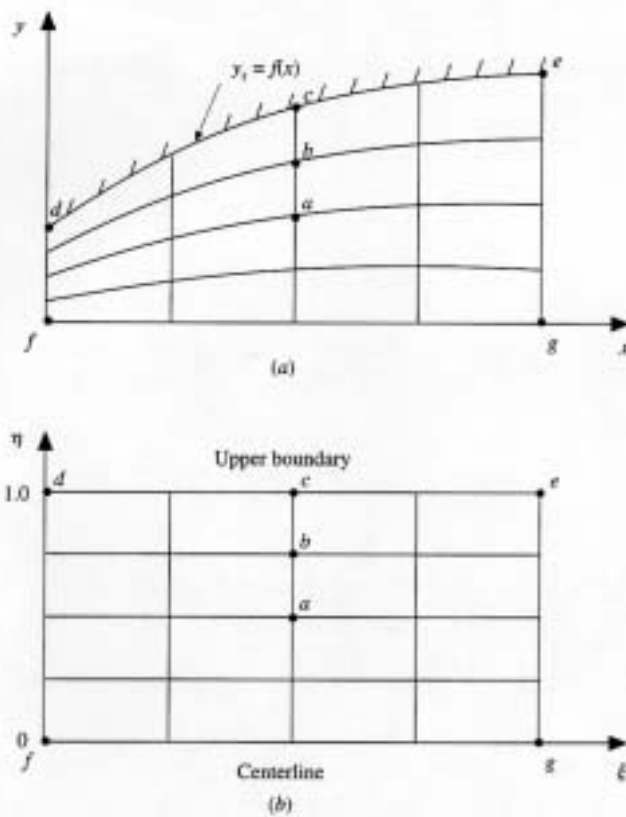 y
y_s = f(x)
e
c
b
d
a
f
g
x
(a)
η
Upper boundary
d
c
e
1.0
b
a
0
f
g
ξ
Centerline
(b)